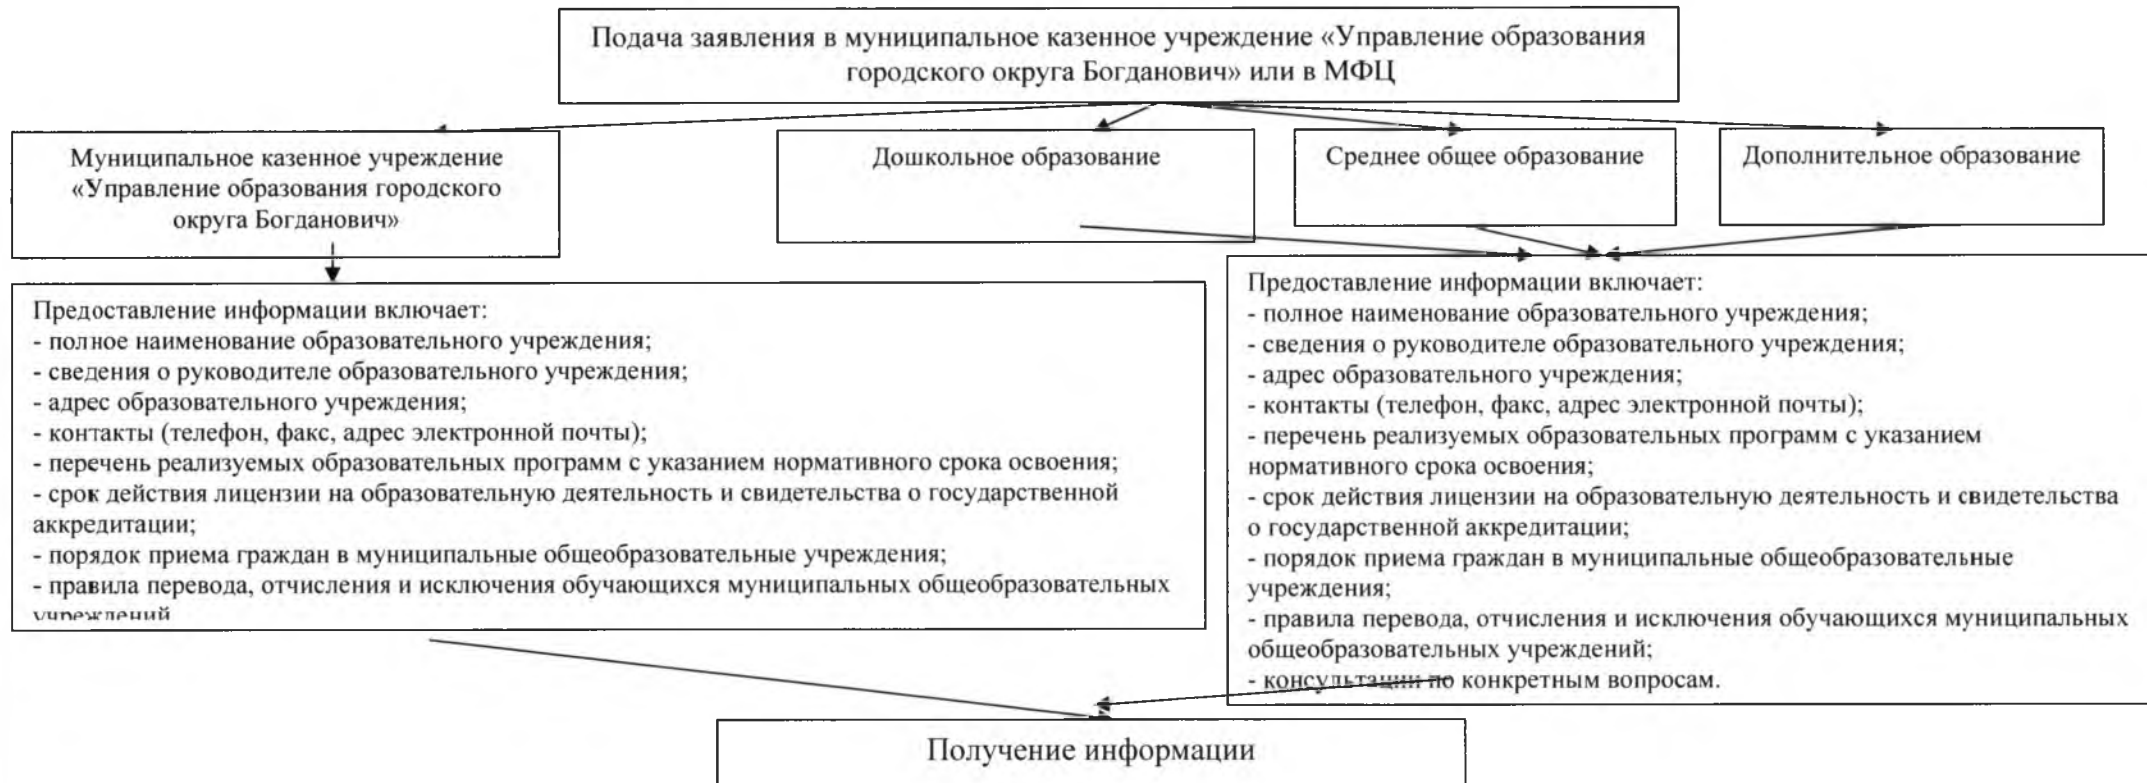 Подача заявления в муниципальное казенное учреждение «Управление образования
городского округа Богданович» или в МФЦ
Муниципальное казенное учреждение
«Управление образования городского
округа Богданович»
Дошкольное образование
Среднее общее образование
Дополнительное образование
Предоставление информации включает:
- полное наименование образовательного учреждения;
- сведения о руководителе образовательного учреждения;
- адрес образовательного учреждения;
- контакты (телефон, факс, адрес электронной почты);
- перечень реализуемых образовательных программ с указанием нормативного срока освоения;
- срок действия лицензии на образовательную деятельность и свидетельства о государственной
аккредитации;
- порядок приема граждан в муниципальные общеобразовательные учреждения;
- правила перевода, отчисления и исключения обучающихся муниципальных общеобразовательных
учреждений
Предоставление информации включает:
- полное наименование образовательного учреждения;
- сведения о руководителе образовательного учреждения;
- адрес образовательного учреждения;
- контакты (телефон, факс, адрес электронной почты);
- перечень реализуемых образовательных программ с указанием
нормативного срока освоения;
- срок действия лицензии на образовательную деятельность и свидетельства
о государственной аккредитации;
- порядок приема граждан в муниципальные общеобразовательные
учреждения;
- правила перевода, отчисления и исключения обучающихся муниципальных
общеобразовательных учреждений;
- консультации по конкретным вопросам.
Получение информации